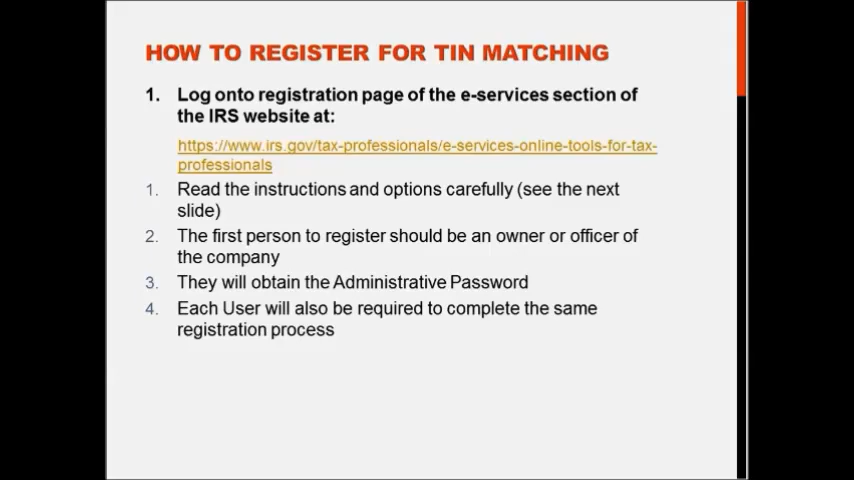 HOW TO REGISTER FOR TIN MATCHING
1. Log onto registration page of the e-services section of
the IRS website at:
https://www.irs.gov/tax-professionals/e-services-online-tools-for-tax-
professionals
1. Read the instructions and options carefully (see the next
slide)
2. The first person to register should be an owner or officer of
the company
3. They will obtain the Administrative Password
4. Each User will also be required to complete the same
registration process